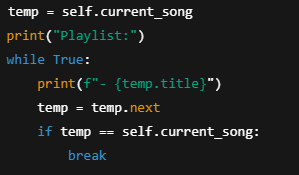 temp = self.current_song
print("Playlist:")
while True:
    print(f"- {temp.title}")
    temp = temp.next
    if temp == self.current_song:
        break